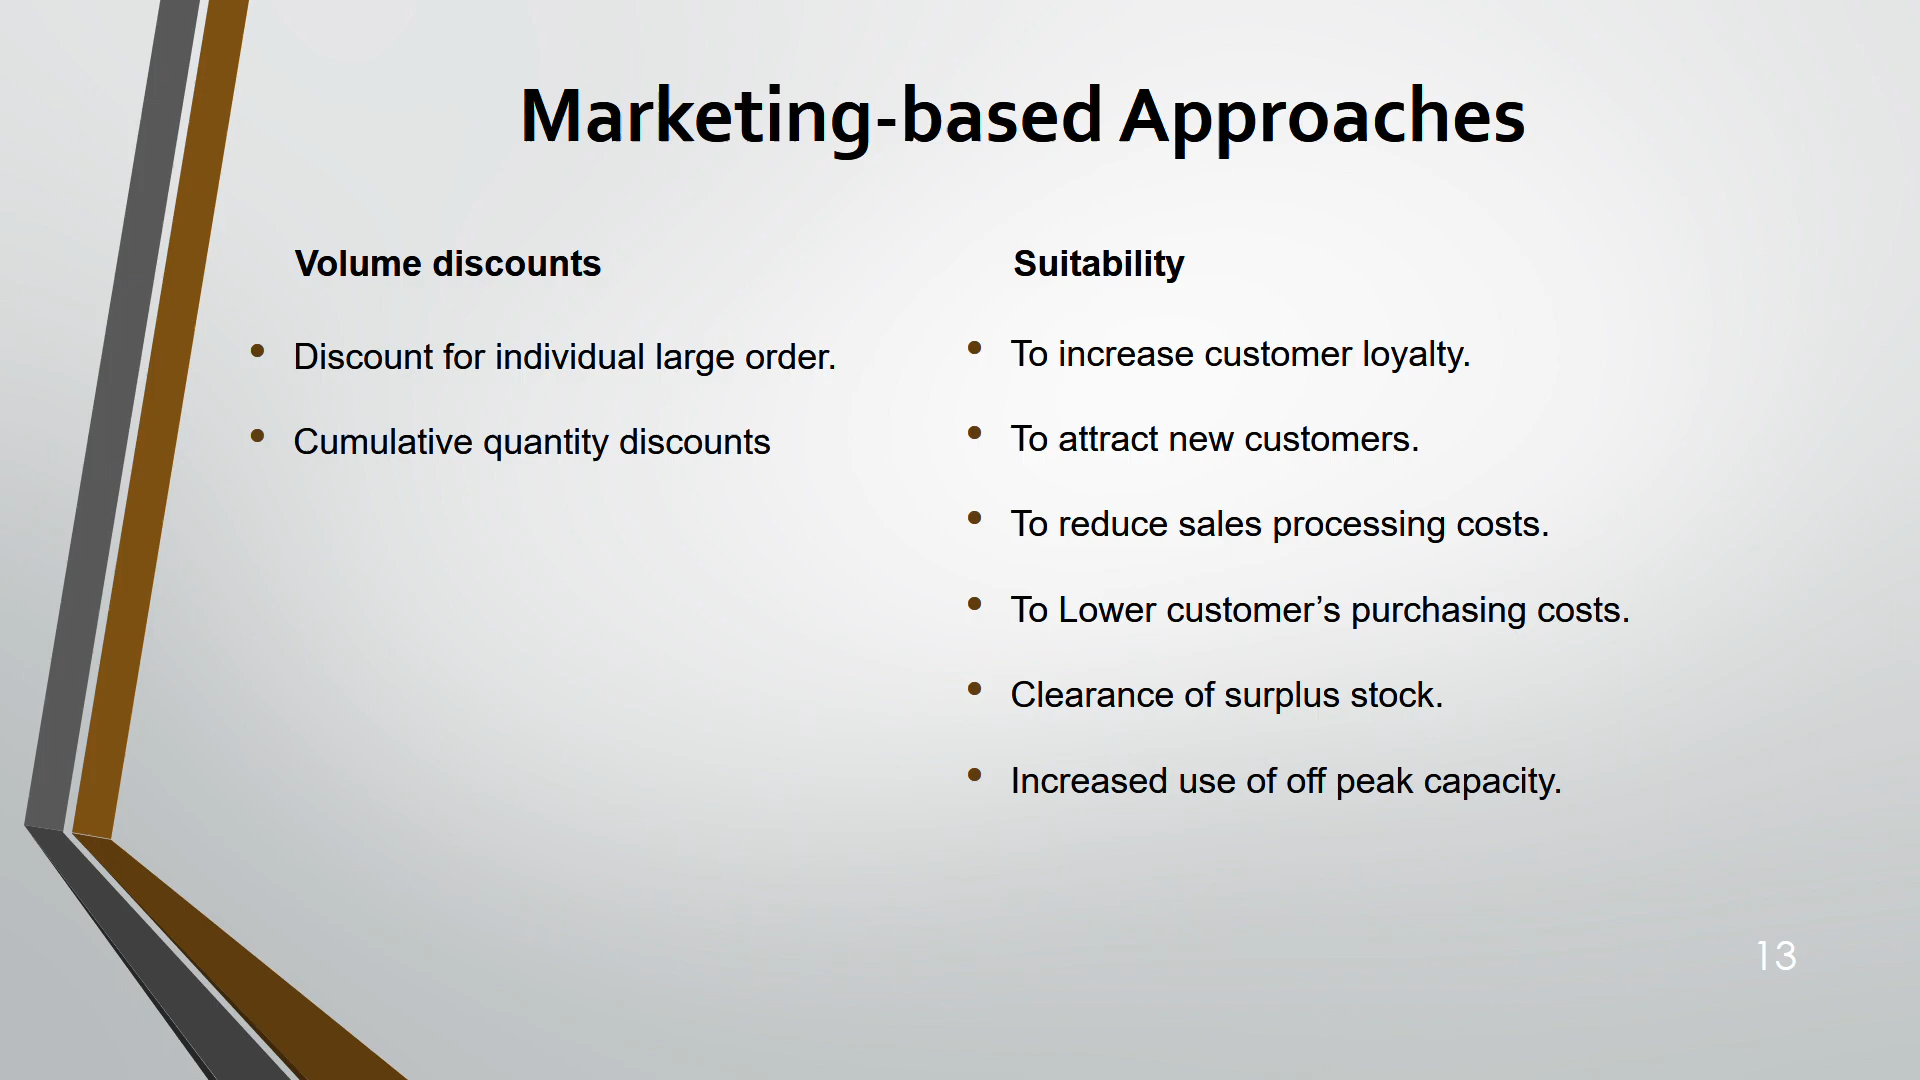 Marketing-based Approaches
Volume discounts
• Discount for individual large order.
• Cumulative quantity discounts
Suitability
• To increase customer loyalty.
• To attract new customers.
• To reduce sales processing costs.
• To Lower customer’s purchasing costs.
• Clearance of surplus stock.
• Increased use of off peak capacity.
13